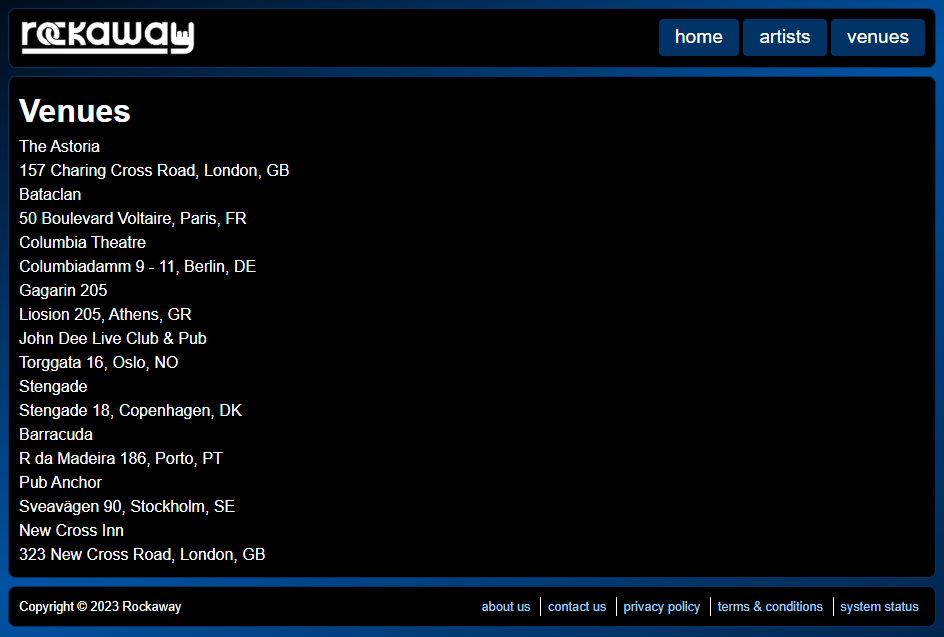 rockaway
home artists venues
Venues
The Astoria
157 Charing Cross Road, London, GB
Bataclan
50 Boulevard Voltaire, Paris, FR
Columbia Theatre
Columbiadamm 9 - 11, Berlin, DE
Gagarin 205
Liosion 205, Athens, GR
John Dee Live Club & Pub
Torggata 16, Oslo, NO
Stengade
Stengade 18, Copenhagen, DK
Barracuda
R da Madeira 186, Porto, PT
Pub Anchor
Sveavägen 90, Stockholm, SE
New Cross Inn
323 New Cross Road, London, GB
Copyright © 2023 Rockaway about us contact us privacy policy terms & conditions system status